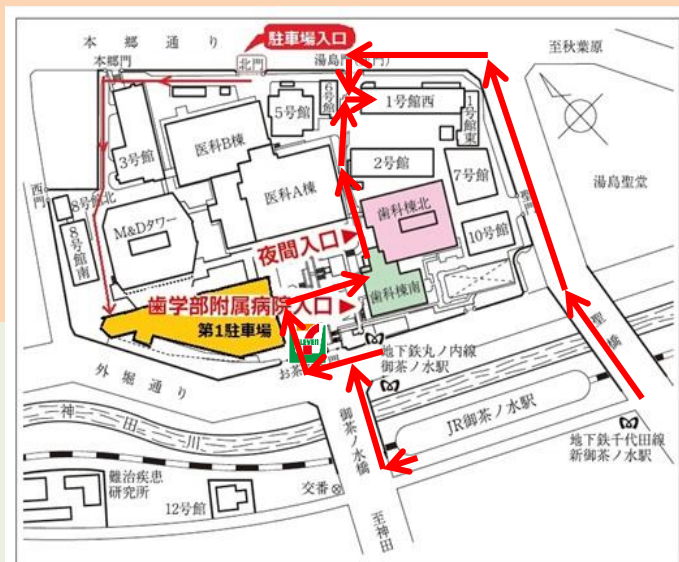 本郷通り
駐車場入口
本郷門
北門
湯島門
至秋葉原
3号館
医科B棟
5号館
6号館
1号館西
1号館東
2号館
7号館
湯島聖堂
西門
8号館北
8号館南
M&Dタワー
医科A棟
歯科棟北
10号館
聖門
夜間入口
歯科棟南
歯学部附属病院入口
第1駐車場
7
ELEVEN
お茶
門
地下鉄丸ノ内線
御茶ノ水駅
聖橋
外堀通り
神田川
御茶ノ水橋
JR御茶ノ水駅
地下鉄千代田線
新御茶ノ水駅
難治疾患
研究所
12号館
交番
至神田